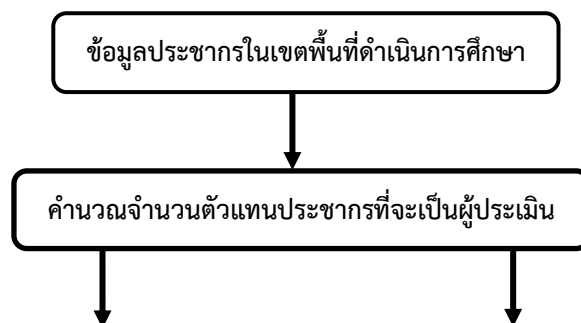 ข้อมูลประชากรในเขตพื้นที่ดำเนินการศึกษา
คำนวณจำนวนตัวแทนประชากรที่จะเป็นผู้ประเมิน